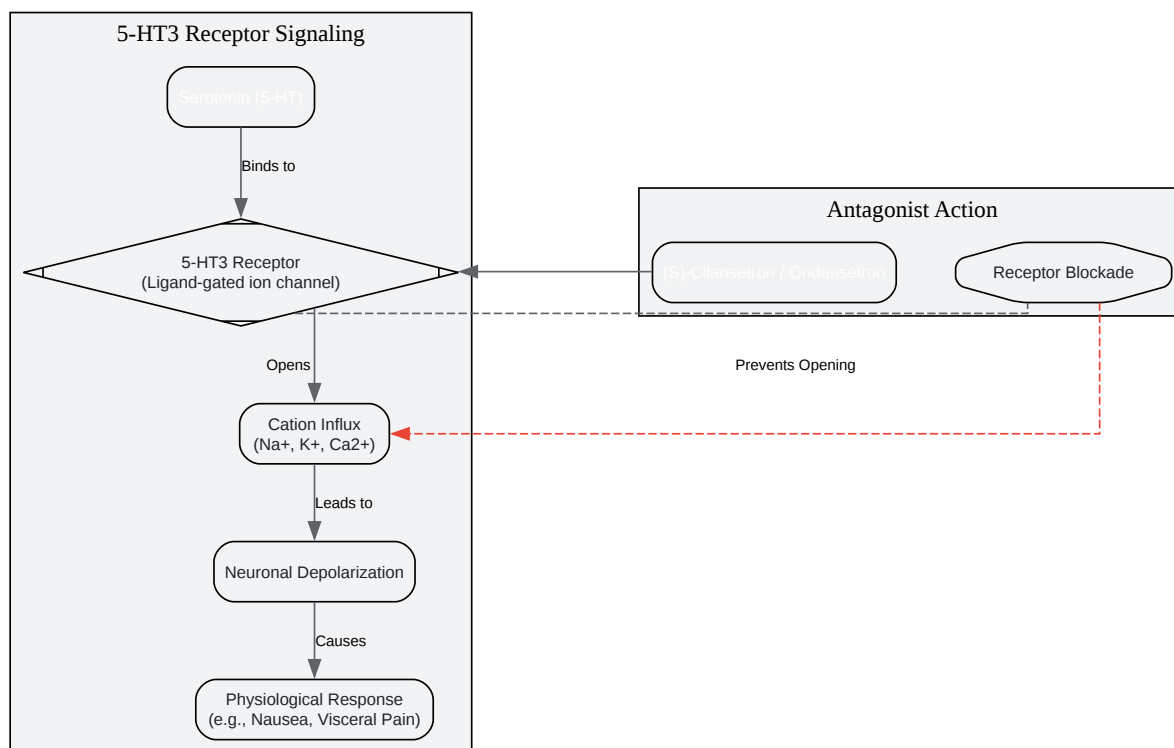 5-HT3 Receptor Signaling
Serotonin (5-HT)
Binds to
5-HT3 Receptor
(Ligand-gated ion channel)
Opens
Cation Influx
(Na+, K+, Ca2+)
Leads to
Neuronal Depolarization
Causes
Physiological Response
(e.g., Nausea, Visceral Pain)
Antagonist Action
(S)-Cilansetron / Ondansetron
Receptor Blockade
Prevents Opening